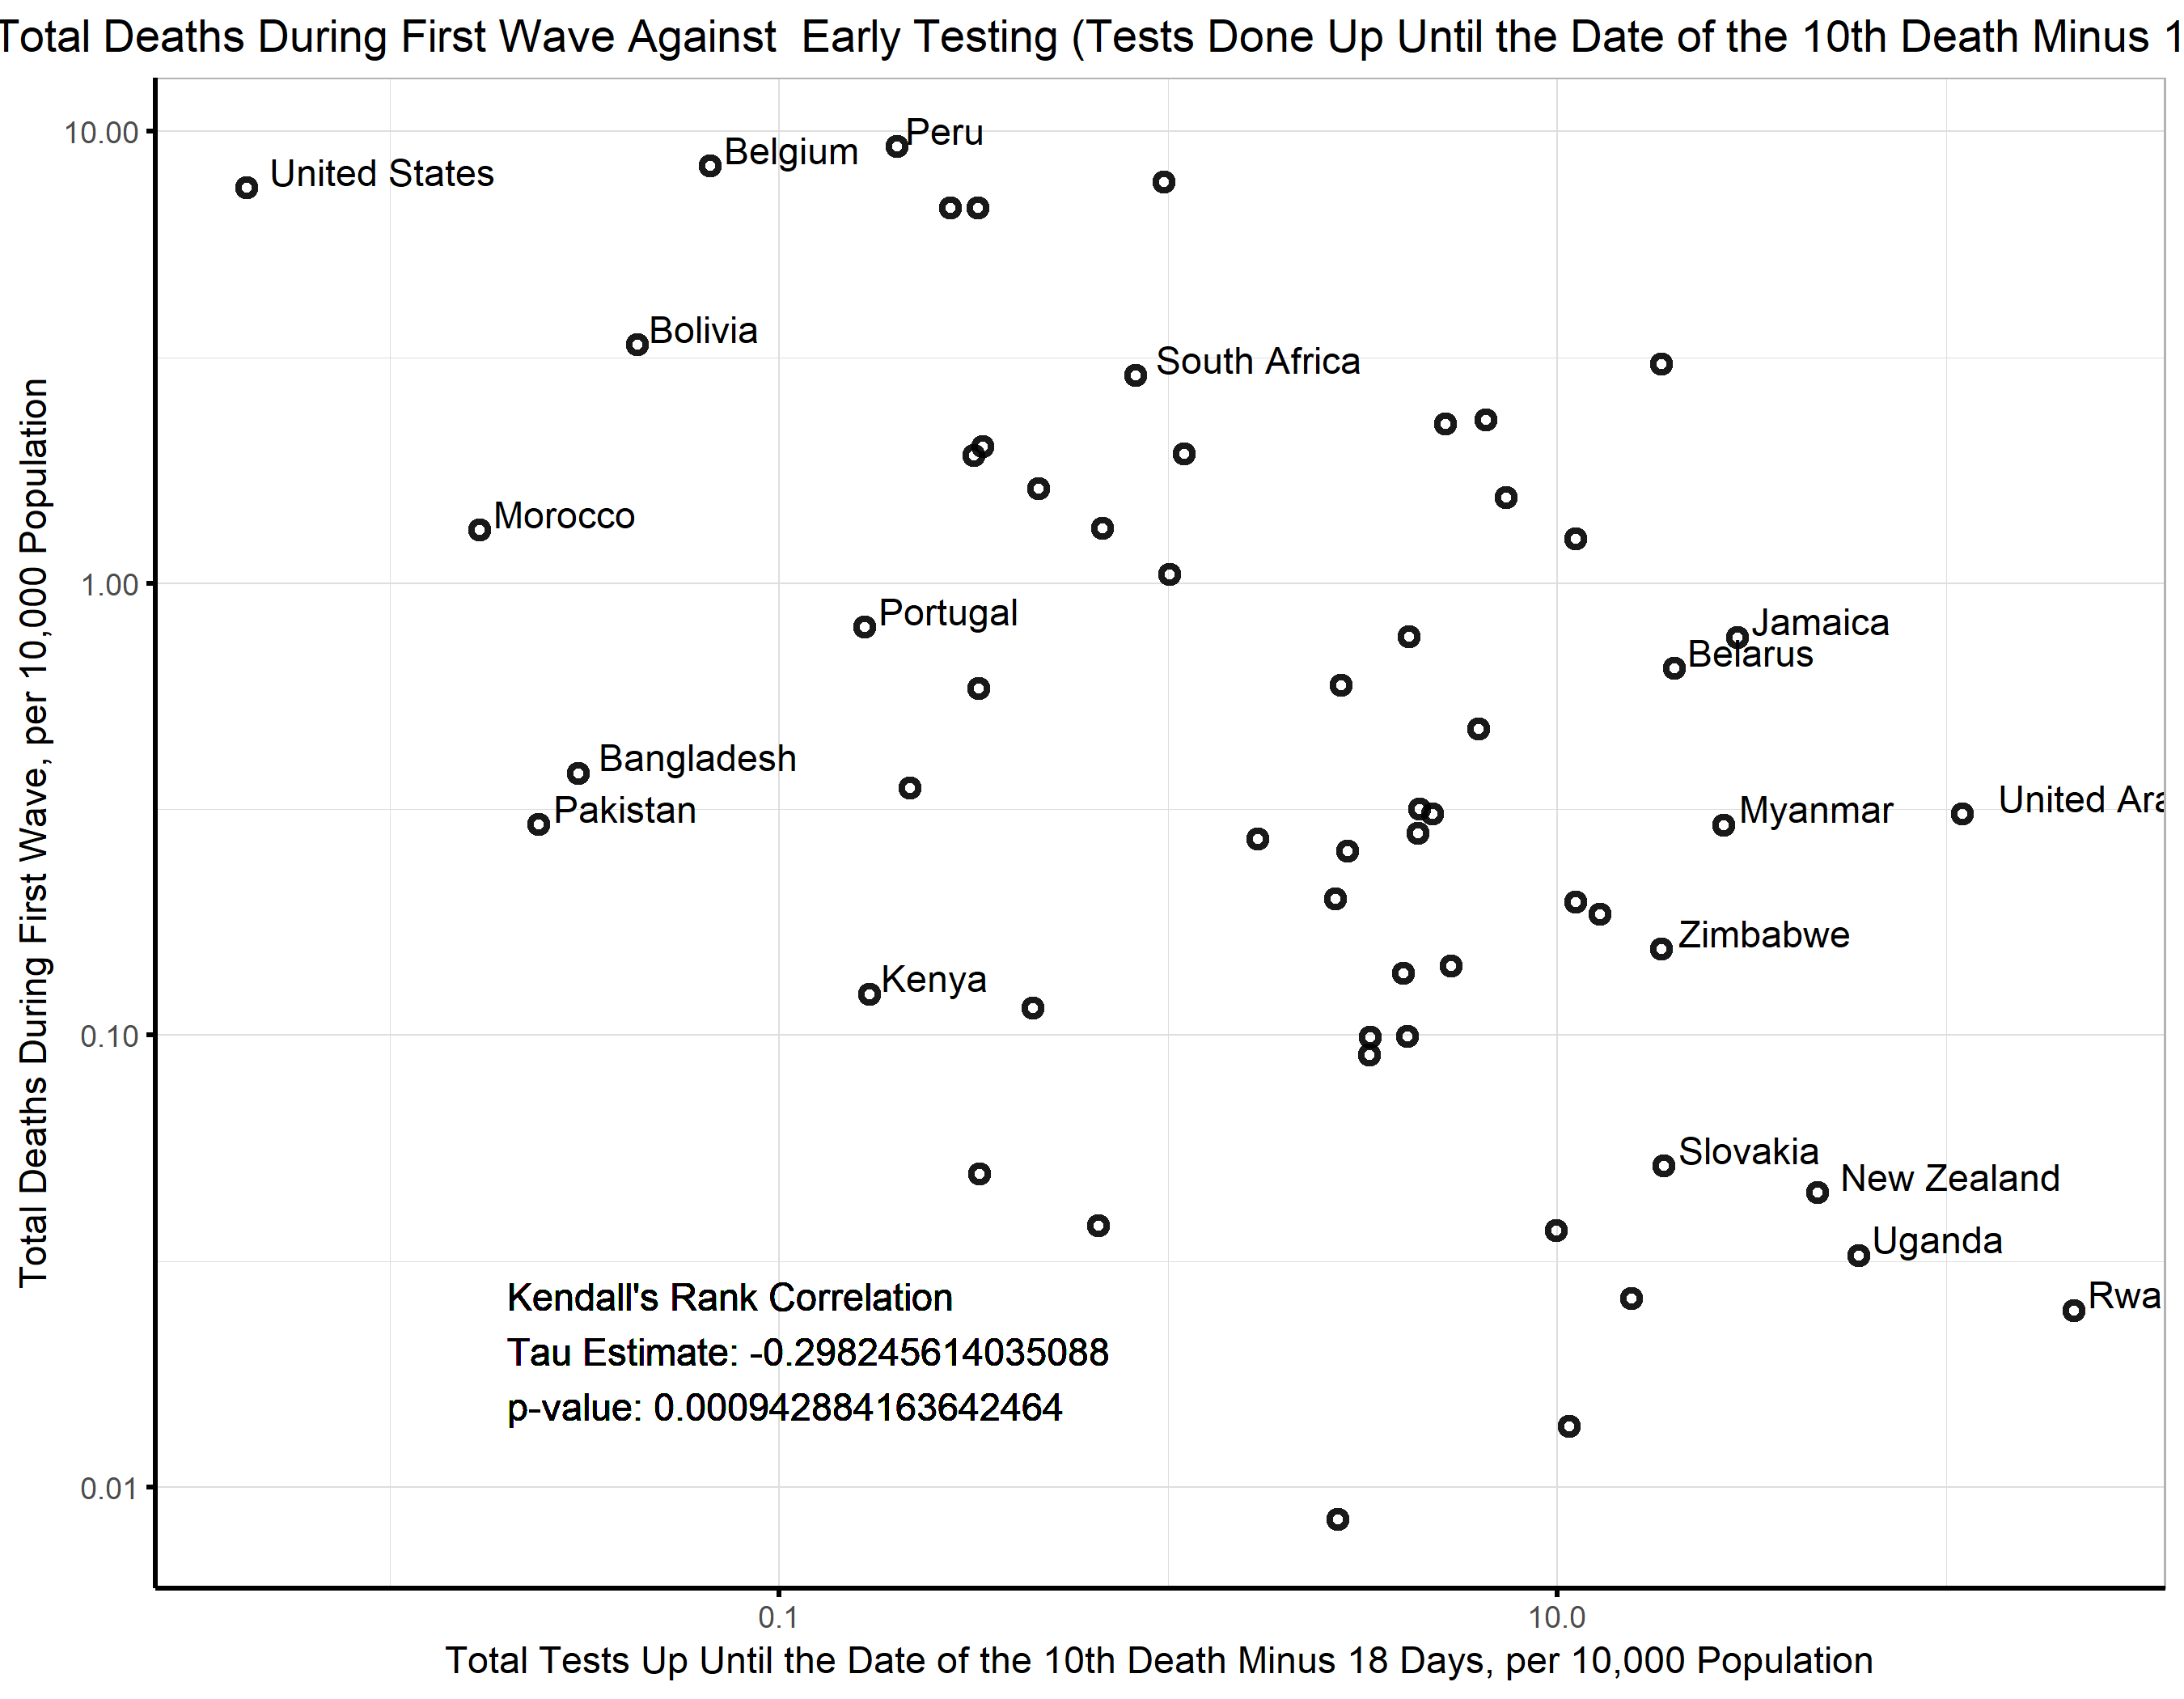 Total Deaths During First Wave Against  Early Testing (Tests Done Up Until the Date of the 10th Death Minus 1
10.00
Peru
Belgium
United States
Bolivia
South Africa
Morocco
1.00
Portugal
Jamaica
Belarus
Bangladesh
Pakistan
Myanmar
United Ara
Zimbabwe
Kenya
0.10
Slovakia
New Zealand
Uganda
Rwa
Kendall's Rank Correlation
Tau Estimate: -0.298245614035088
p-value: 0.000942884163642464
0.01
0.1
10.0
Total Tests Up Until the Date of the 10th Death Minus 18 Days, per 10,000 Population
Total Deaths During First Wave, per 10,000 Population